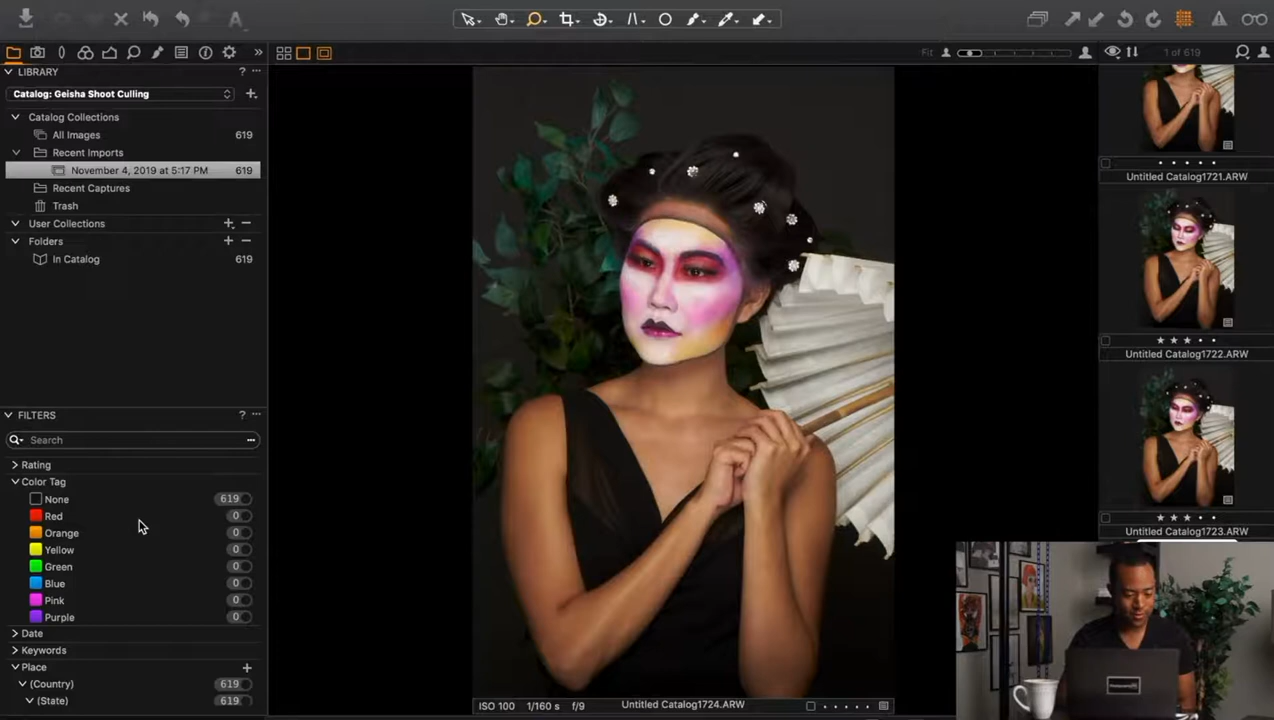 A
Fit
1 of 619
LIBRARY
?
Catalog: Geisha Shoot Culling
Catalog Collections
All Images 619
Recent Imports
November 4, 2019 at 5:17 PM 619
Recent Captures
Trash
User Collections
Folders
In Catalog 619
FILTERS
?
Search
Rating
Color Tag
None 619
Red 0
Orange 0
Yellow 0
Green 0
Blue 0
Pink 0
Purple 0
Date
Keywords
Place
(Country) 619
(State) 619
ISO 100 1/160 s f/9 Untitled Catalog1724.ARW
Untitled Catalog1721.ARW
Untitled Catalog1722.ARW
Untitled Catalog1723.ARW